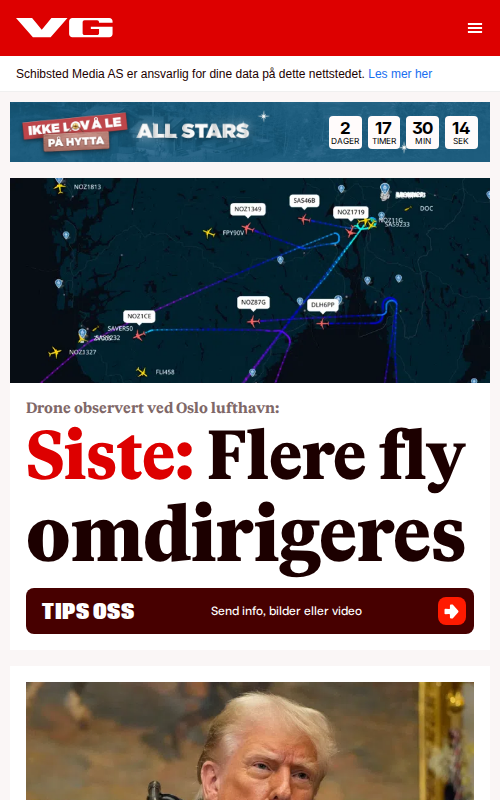 VG
Schibsted Media AS er ansvarlig for dine data på dette nettstedet. Les mer her
IKKE LOV Å LE
PÅ HYTTA
ALL STARS
2 DAGER
17 TIMER
30 MIN
14 SEK
NOZ1813
SAS46B
NOZ1349
NOZ1719
DOC
FPY90V
SAS9233
NOZ87G
DLH6PP
NOZ1CE
SAVER50
NOZ3327
FLI458
Drone observert ved Oslo lufthavn:
Siste: Flere fly
omdirigeres
TIPS OSS
Send info, bilder eller video